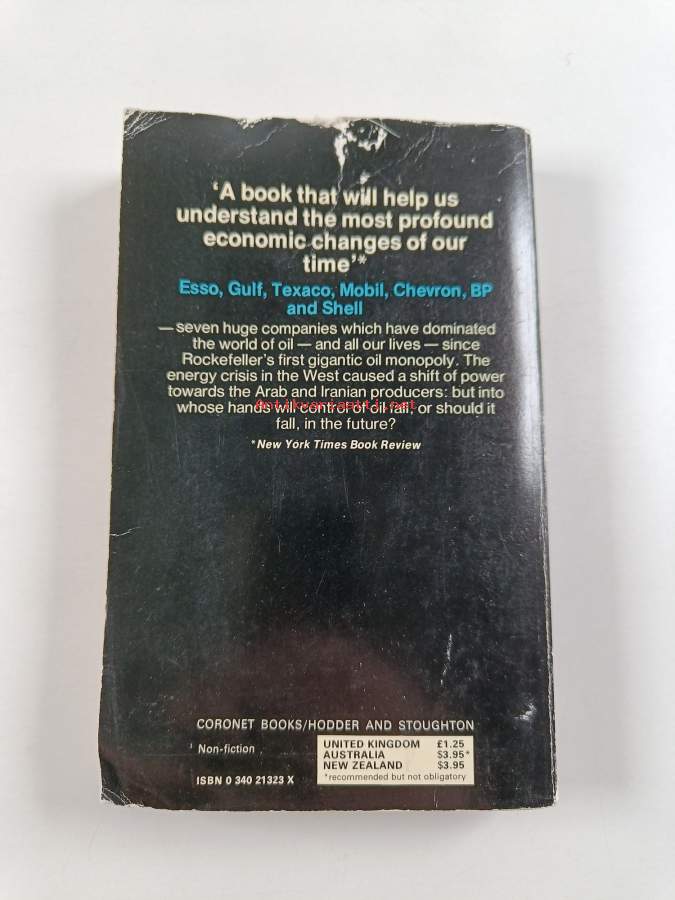 ‘A book that will help us
understand the most profound
economic changes of our
time’*
Esso, Gulf, Texaco, Mobil, Chevron, BP
and Shell
— seven huge companies which have dominated
the world of oil — and all our lives — since
Rockefeller's first gigantic oil monopoly. The
energy crisis in the West caused a shift of power
towards the Arab and Iranian producers: but into
whose hands will control of oil fall, or should it
Antikvariaatti.net
fall, in the future?
*New York Times Book Review
CORONET BOOKS/HODDER AND STOUGHTON
Non-fiction
UNITED KINGDOM £1.25
AUSTRALIA $3.95*
NEW ZEALAND $3.95
*recommended but not obligatory
ISBN 0 340 21323 X